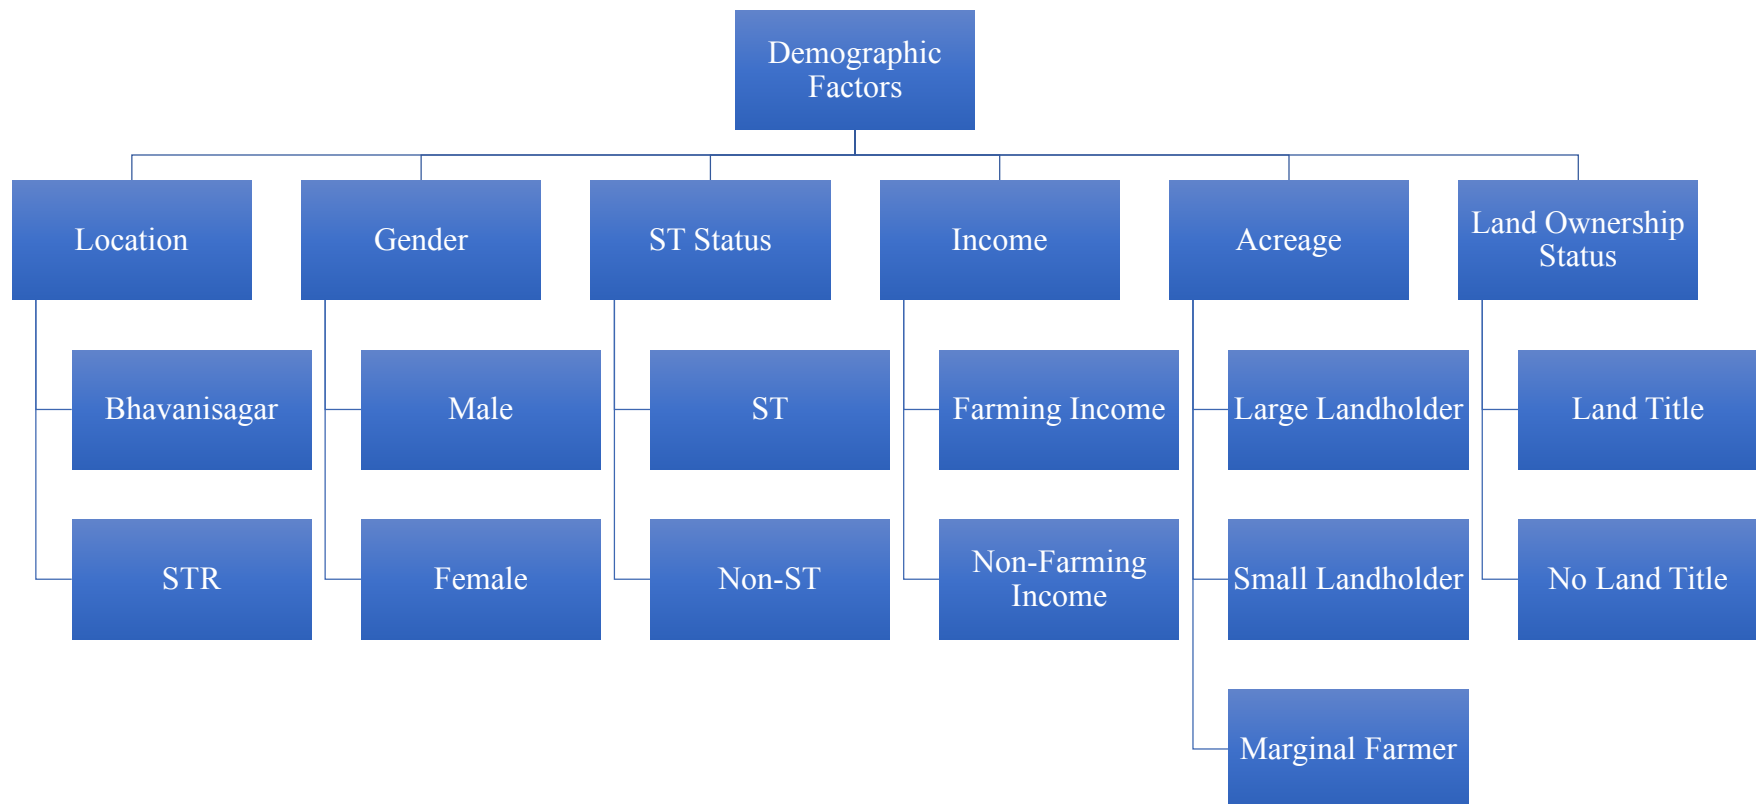 Demographic
Factors
Location
Gender
ST Status
Income
Acreage
Land Ownership
Status
Bhavanisagar
Male
ST
Farming Income
Large Landholder
Land Title
STR
Female
Non-ST
Non-Farming
Income
Small Landholder
No Land Title
Marginal Farmer